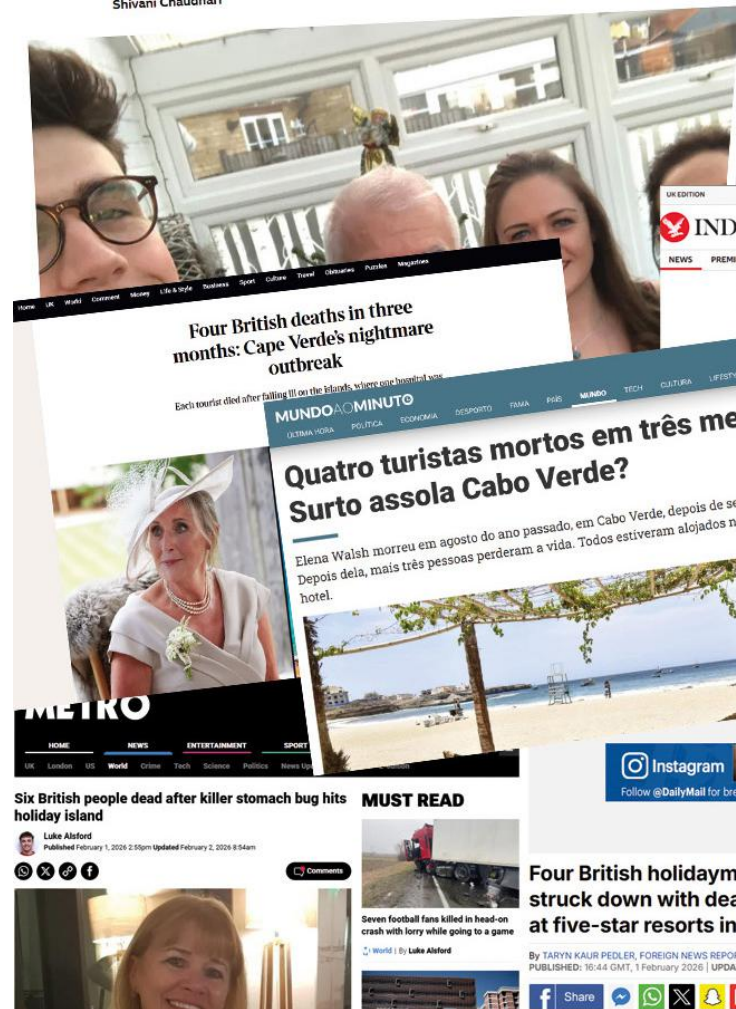 Shivani Chaudhari
UK EDITION
IND
NEWS PREMI
Home UK World Comment Money Life & Style Business Sport Culture Travel Obituaries Puzzles Magazines
Four British deaths in three
months: Cape Verde's nightmare
outbreak
Each tourist died after falling ill on the islands, where one hospital was
MUNDOAOMINUTO
ÚLTIMA HORA POLÍTICA ECONOMIA DESPORTO FAMA PAÍS MUNDO TECH CULTURA LIFESTY
Quatro turistas mortos em três me
Surto assola Cabo Verde?
Elena Walsh morreu em agosto do ano passado, em Cabo Verde, depois de se
Depois dela, mais três pessoas perderam a vida. Todos estiveram alojados n
hotel.
METRO
HOME NEWS ENTERTAINMENT SPORT
UK London US World Crime Tech Science Politics News Up
Six British people dead after killer stomach bug hits
holiday island
Luke Alsford
Published February 1, 2026 2:55pm Updated February 2, 2026 8:54am
Comments
MUST READ
Seven football fans killed in head-on
crash with lorry while going to a game
World | By Luke Alsford
Instagram
Follow @DailyMail for bre
Four British holidaym
struck down with dea
at five-star resorts in
By TARYN KAUR PEDLER, FOREIGN NEWS REPOR
PUBLISHED: 16:44 GMT, 1 February 2026 | UPDA
Share